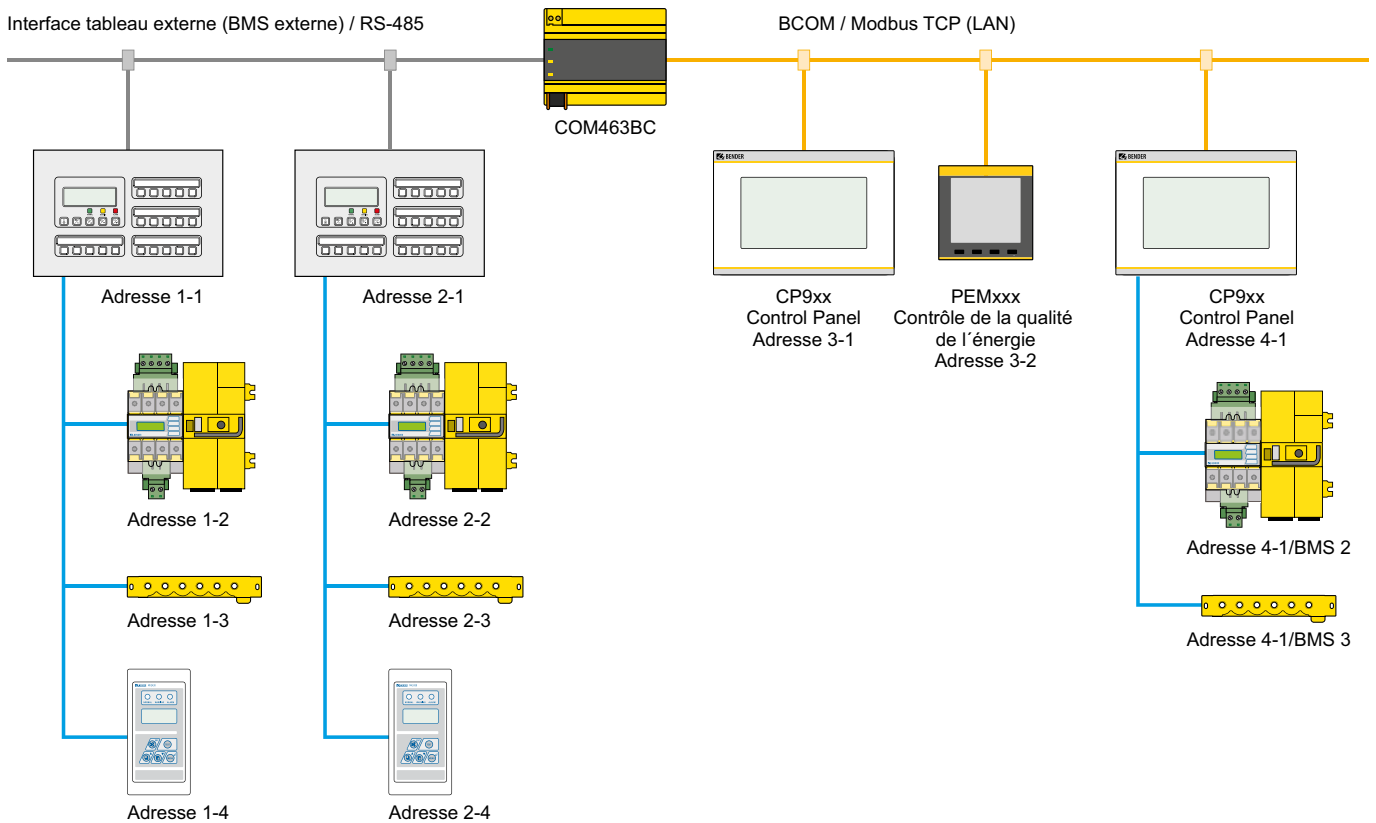 Interface tableau externe (BMS externe) / RS-485
BCOM / Modbus TCP (LAN)
COM463BC
BENDER
BENDER
Adresse 1-1
Adresse 2-1
CP9xx
Control Panel
Adresse 3-1
PEMxxx
Contrôle de la qualité
de l´énergie
Adresse 3-2
CP9xx
Control Panel
Adresse 4-1
Adresse 1-2
Adresse 2-2
Adresse 4-1/BMS 2
Adresse 1-3
Adresse 2-3
Adresse 4-1/BMS 3
Adresse 1-4
Adresse 2-4